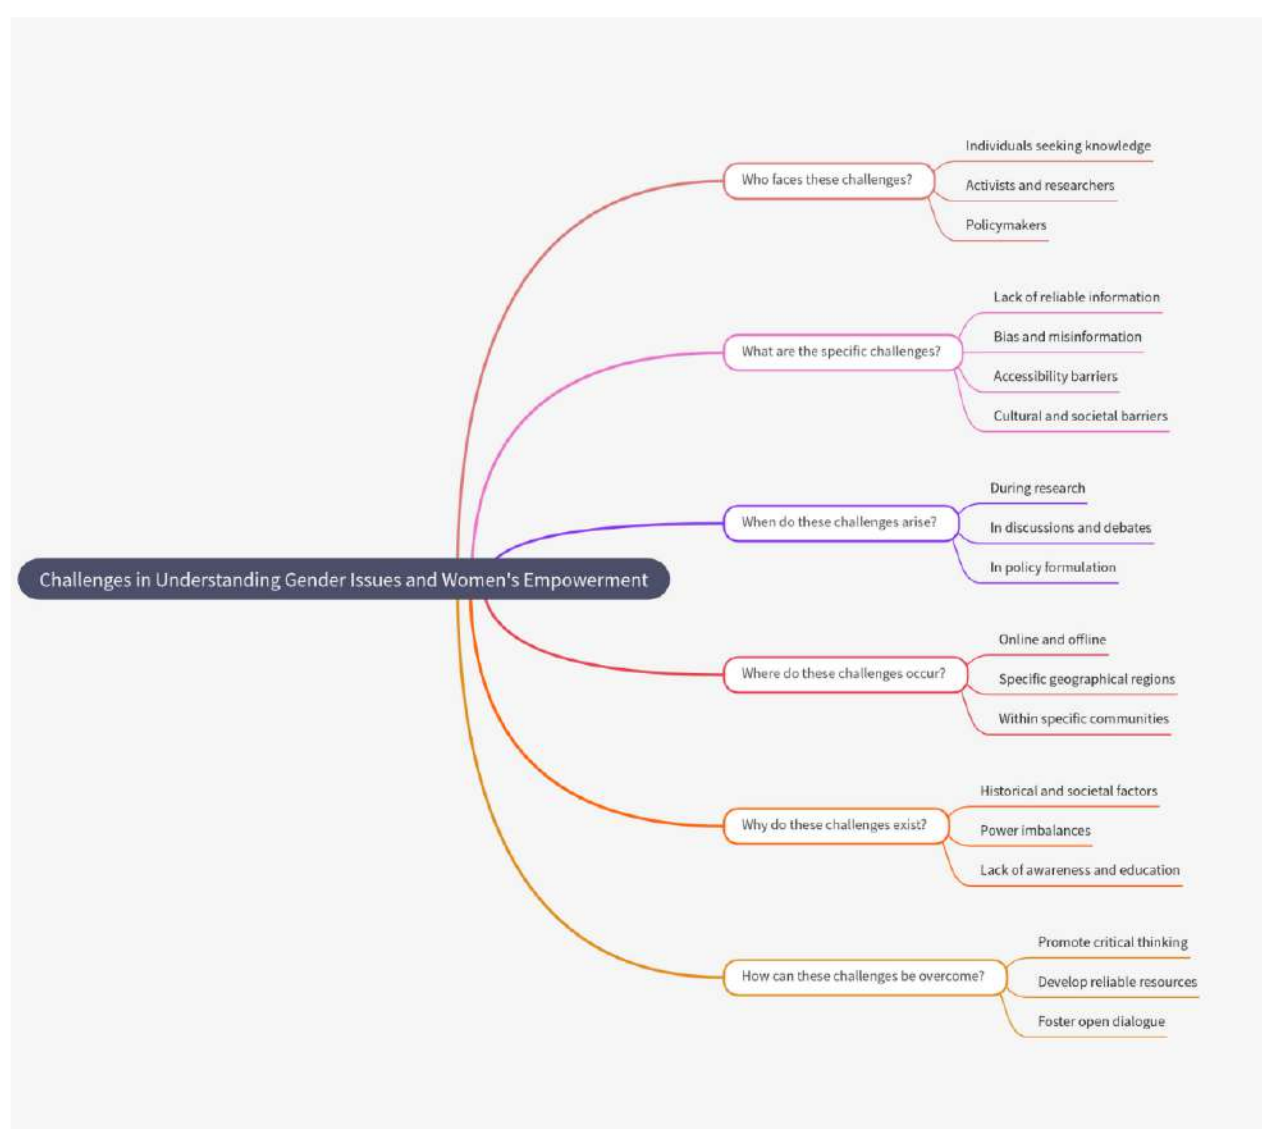 Challenges in Understanding Gender Issues and Women's Empowerment
Who faces these challenges?
Individuals seeking knowledge
Activists and researchers
Policymakers
What are the specific challenges?
Lack of reliable information
Bias and misinformation
Accessibility barriers
Cultural and societal barriers
When do these challenges arise?
During research
In discussions and debates
In policy formulation
Where do these challenges occur?
Online and offline
Specific geographical regions
Within specific communities
Why do these challenges exist?
Historical and societal factors
Power imbalances
Lack of awareness and education
How can these challenges be overcome?
Promote critical thinking
Develop reliable resources
Foster open dialogue